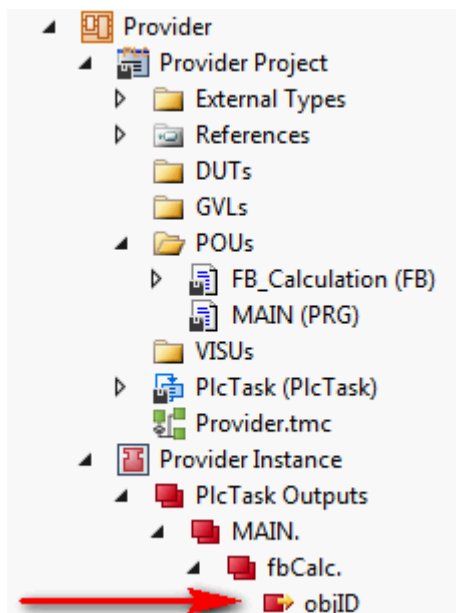 Provider
Provider Project
External Types
References
DUTs
GVLs
POUs
FB_Calculation (FB)
MAIN (PRG)
VISUs
PlcTask (PlcTask)
Provider.tmc
Provider Instance
PlcTask Outputs
MAIN.
fbCalc.
objID